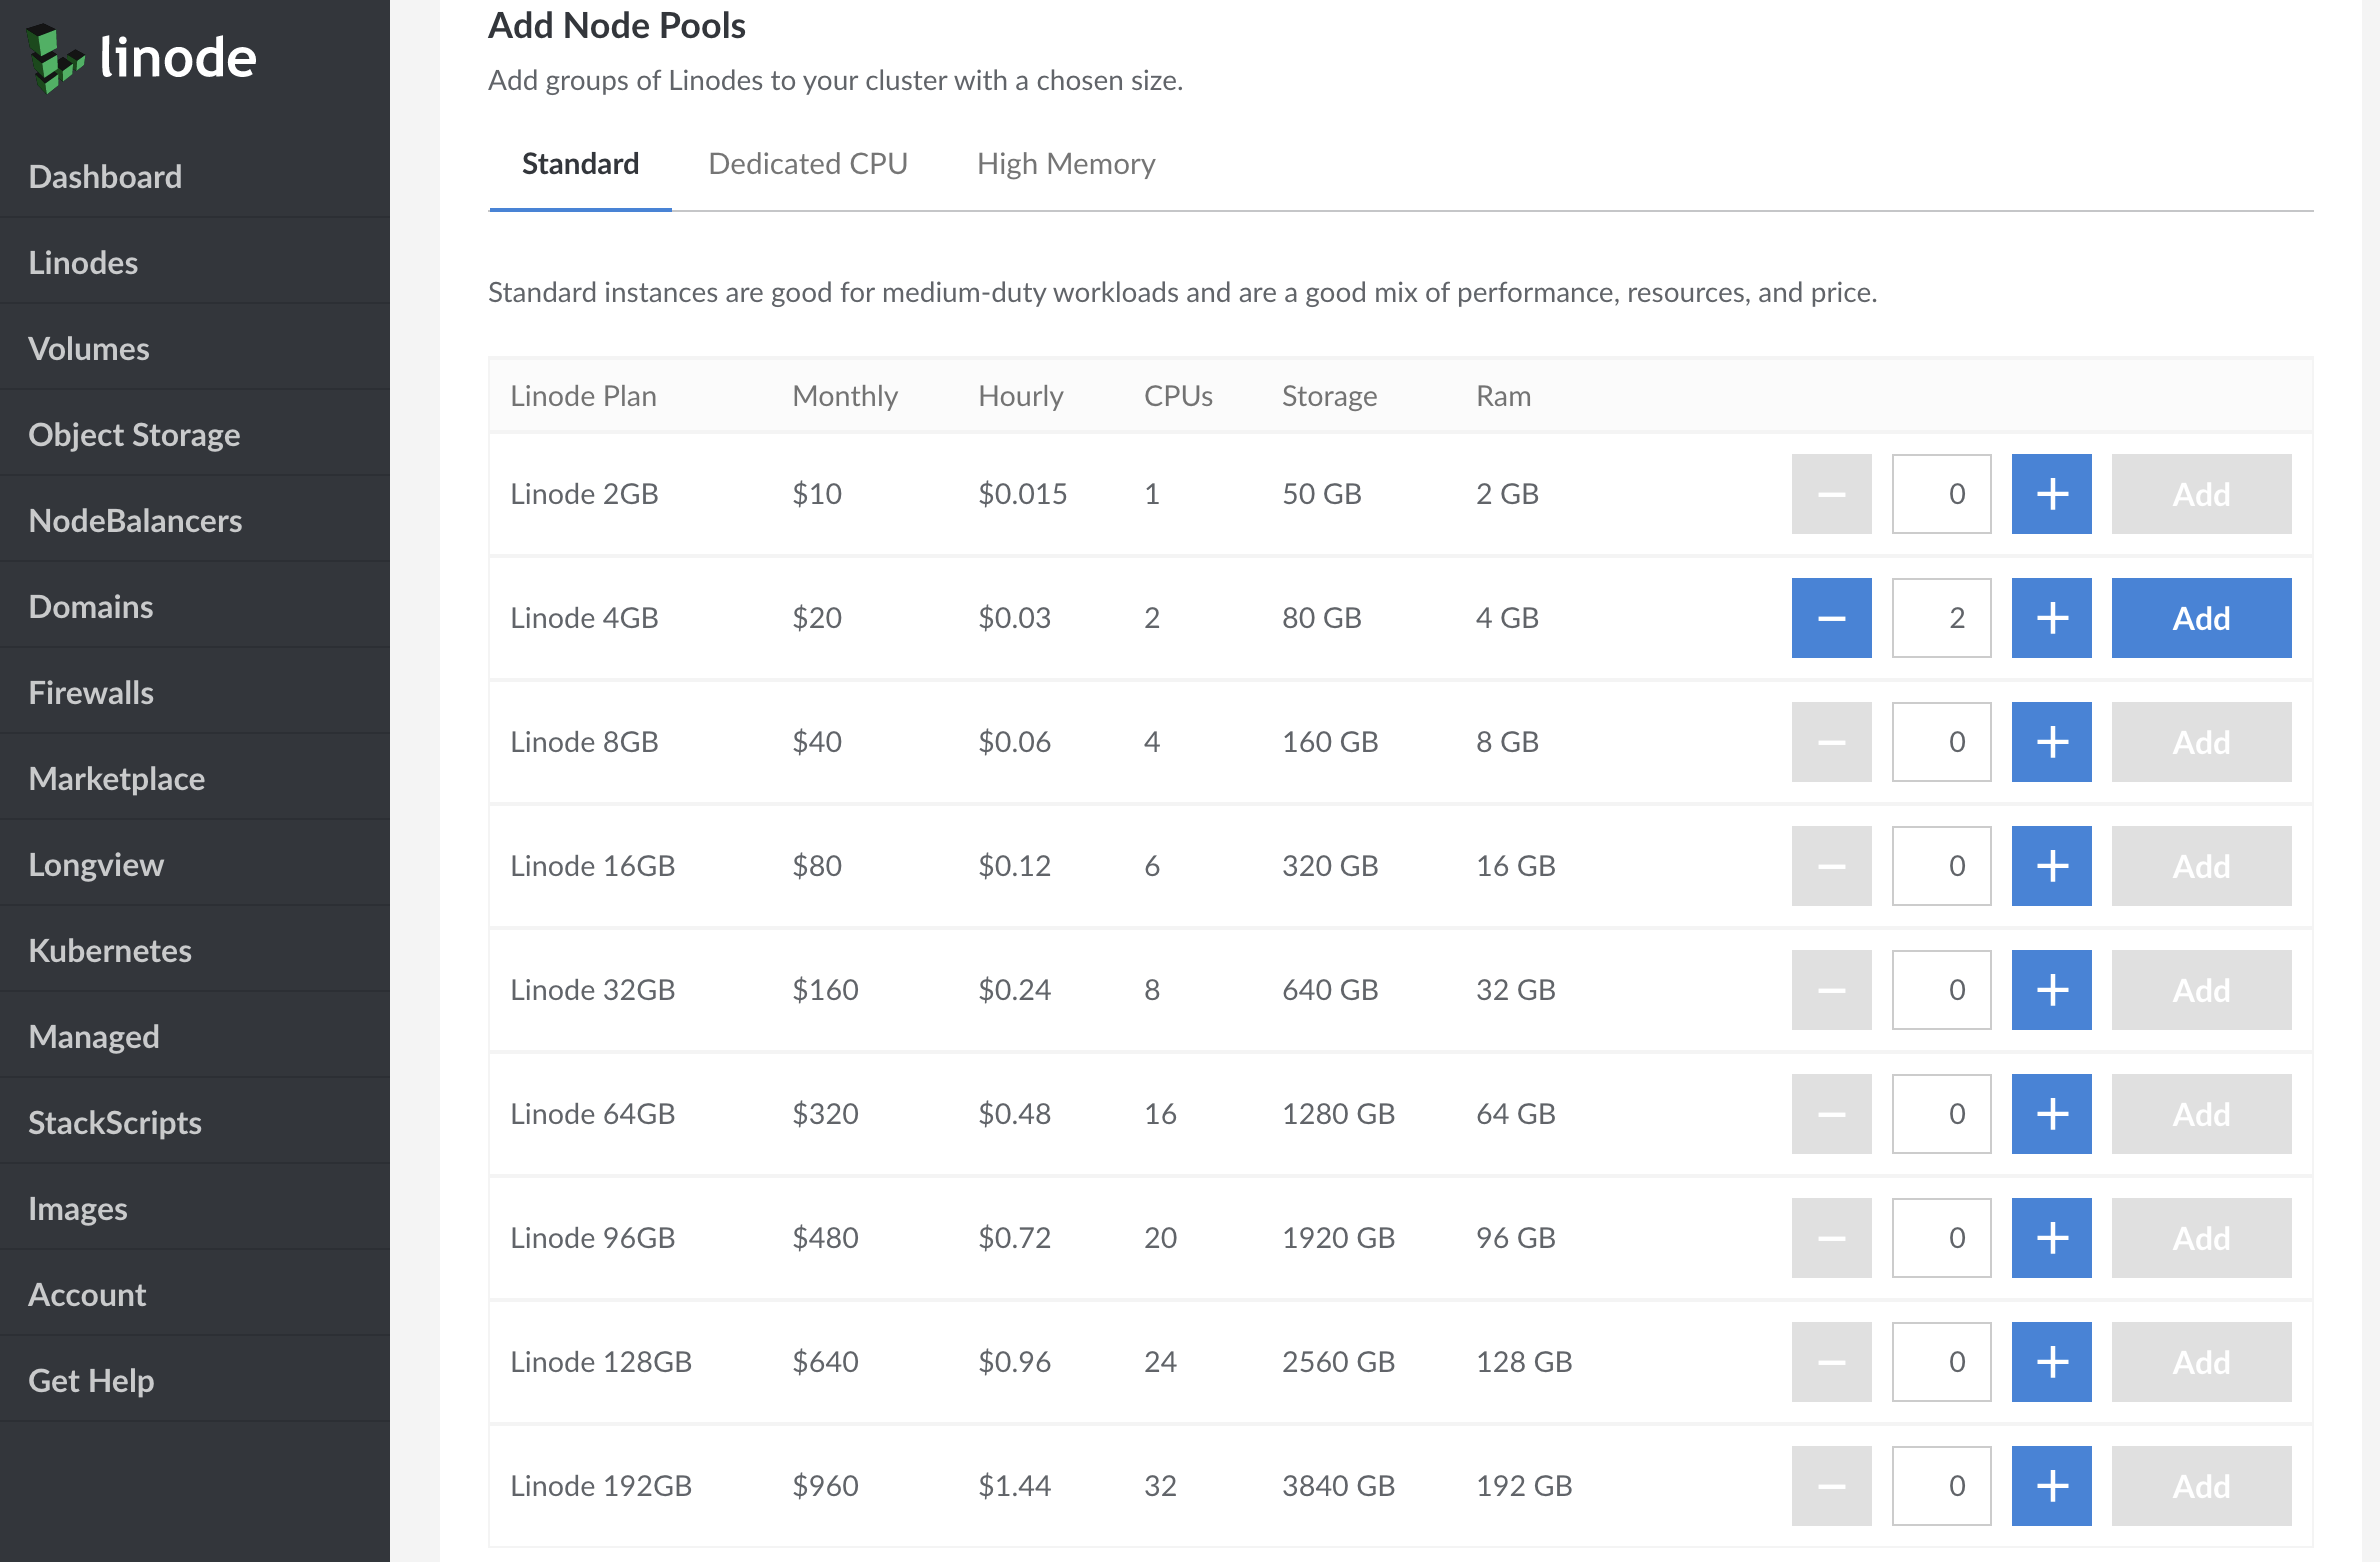 linode
Dashboard
Linodes
Volumes
Object Storage
NodeBalancers
Domains
Firewalls
Marketplace
Longview
Kubernetes
Managed
StackScripts
Images
Account
Get Help
Add Node Pools
Add groups of Linodes to your cluster with a chosen size.
Standard Dedicated CPU High Memory
Standard instances are good for medium-duty workloads and are a good mix of performance, resources, and price.
Linode Plan Monthly Hourly CPUs Storage Ram
Linode 2GB $10 $0.015 1 50 GB 2 GB − 0 + Add
Linode 4GB $20 $0.03 2 80 GB 4 GB − 2 + Add
Linode 8GB $40 $0.06 4 160 GB 8 GB − 0 + Add
Linode 16GB $80 $0.12 6 320 GB 16 GB − 0 + Add
Linode 32GB $160 $0.24 8 640 GB 32 GB − 0 + Add
Linode 64GB $320 $0.48 16 1280 GB 64 GB − 0 + Add
Linode 96GB $480 $0.72 20 1920 GB 96 GB − 0 + Add
Linode 128GB $640 $0.96 24 2560 GB 128 GB − 0 + Add
Linode 192GB $960 $1.44 32 3840 GB 192 GB − 0 + Add